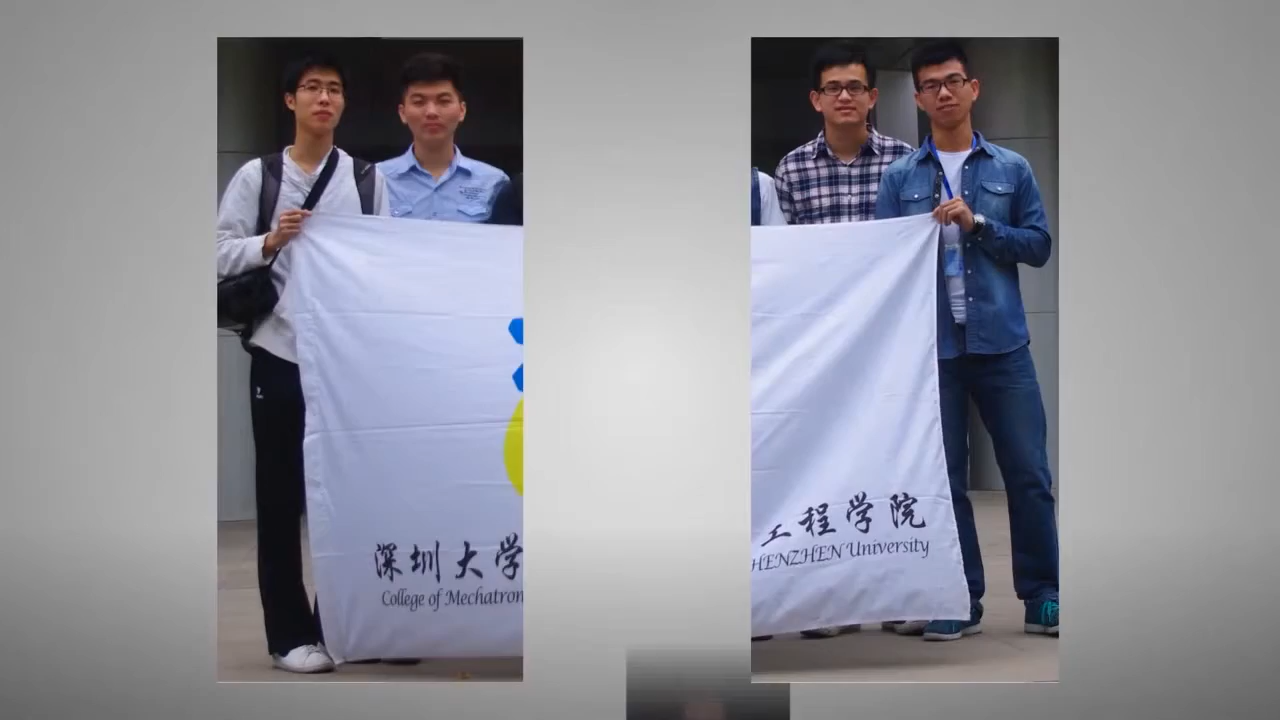 深圳大学
College of Mechatron
工程学院
HENZHEN University